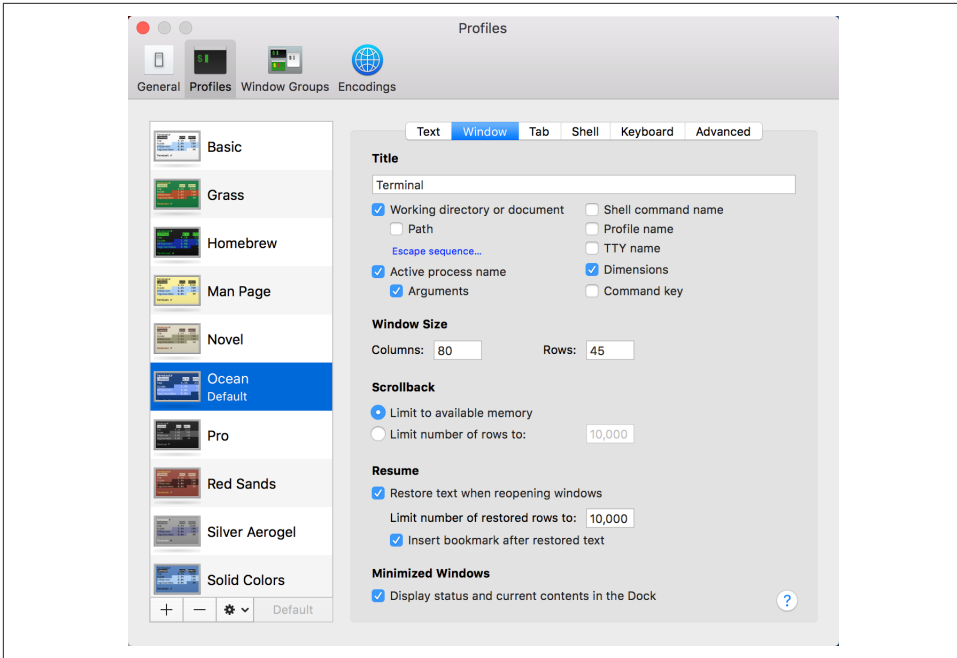 Profiles
General Profiles Window Groups Encodings
Basic
Grass
Homebrew
Man Page
Novel
Ocean
Default
Pro
Red Sands
Silver Aerogel
Solid Colors
+ − Default
Text Window Tab Shell Keyboard Advanced
Title
Terminal
Working directory or document Shell command name
Path Profile name
Escape sequence... TTY name
Active process name Dimensions
Arguments Command key
Window Size
Columns: 80 Rows: 45
Scrollback
Limit to available memory
Limit number of rows to: 10,000
Resume
Restore text when reopening windows
Limit number of restored rows to: 10,000
Insert bookmark after restored text
Minimized Windows
Display status and current contents in the Dock
?